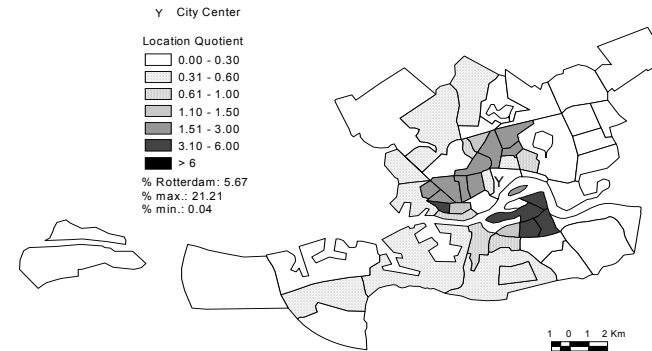 Y City Center
Location Quotient
0.00 - 0.30
0.31 - 0.60
0.61 - 1.00
1.10 - 1.50
1.51 - 3.00
3.10 - 6.00
> 6
% Rotterdam: 5.67
% max.: 21.21
% min.: 0.04
Y
1 0 1 2 Km